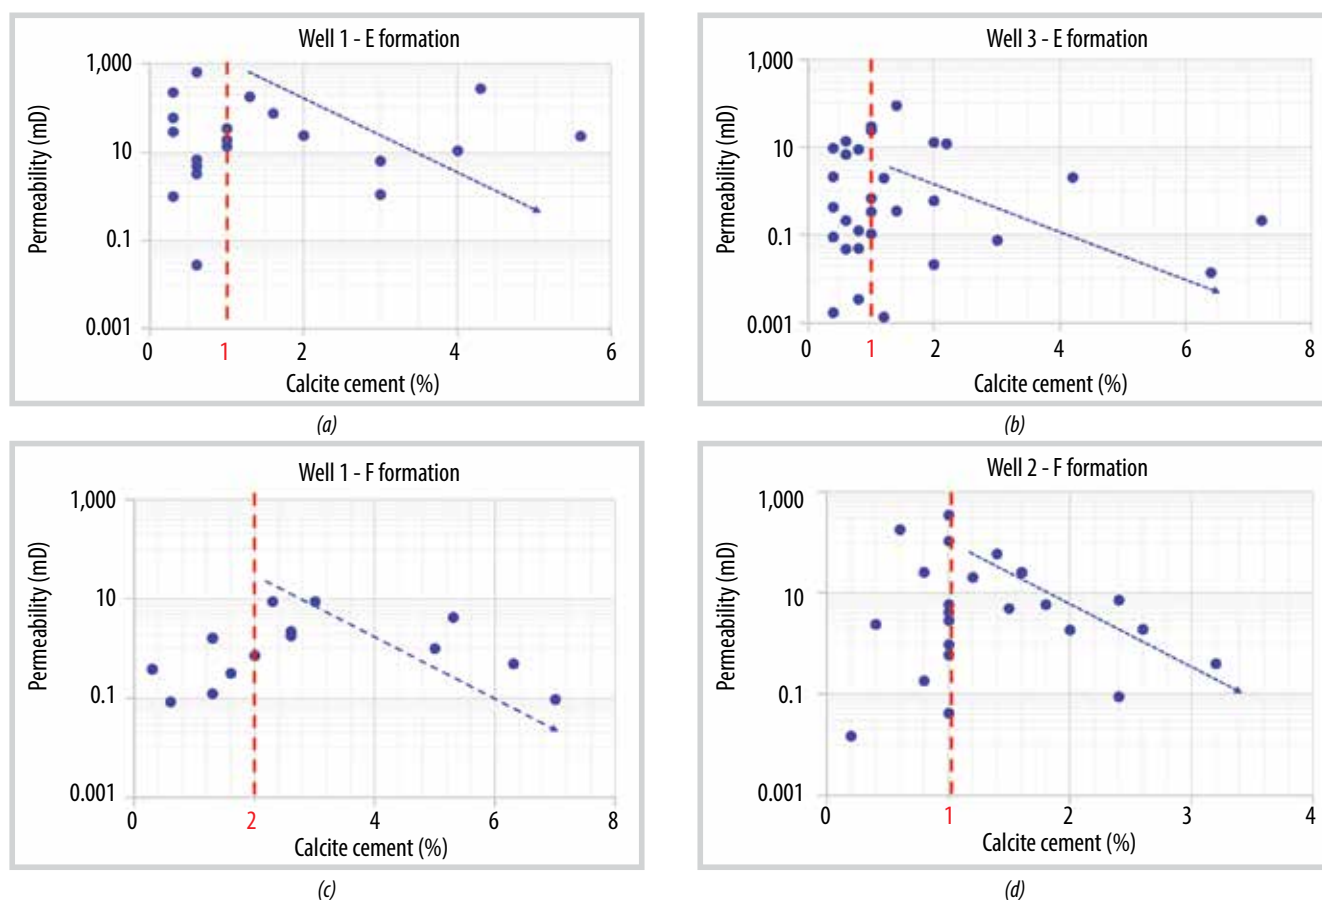 Well 1 - E formation
Permeability (mD)
1,000
10
0.1
0.001
0 1 2 4 6
Calcite cement (%)
(a)
Well 3 - E formation
Permeability (mD)
1,000
10
0.1
0.001
0 1 2 4 6 8
Calcite cement (%)
(b)
Well 1 - F formation
Permeability (mD)
1,000
10
0.1
0.001
0 2 4 6 8
Calcite cement (%)
(c)
Well 2 - F formation
Permeability (mD)
1,000
10
0.1
0.001
0 1 2 3 4
Calcite cement (%)
(d)